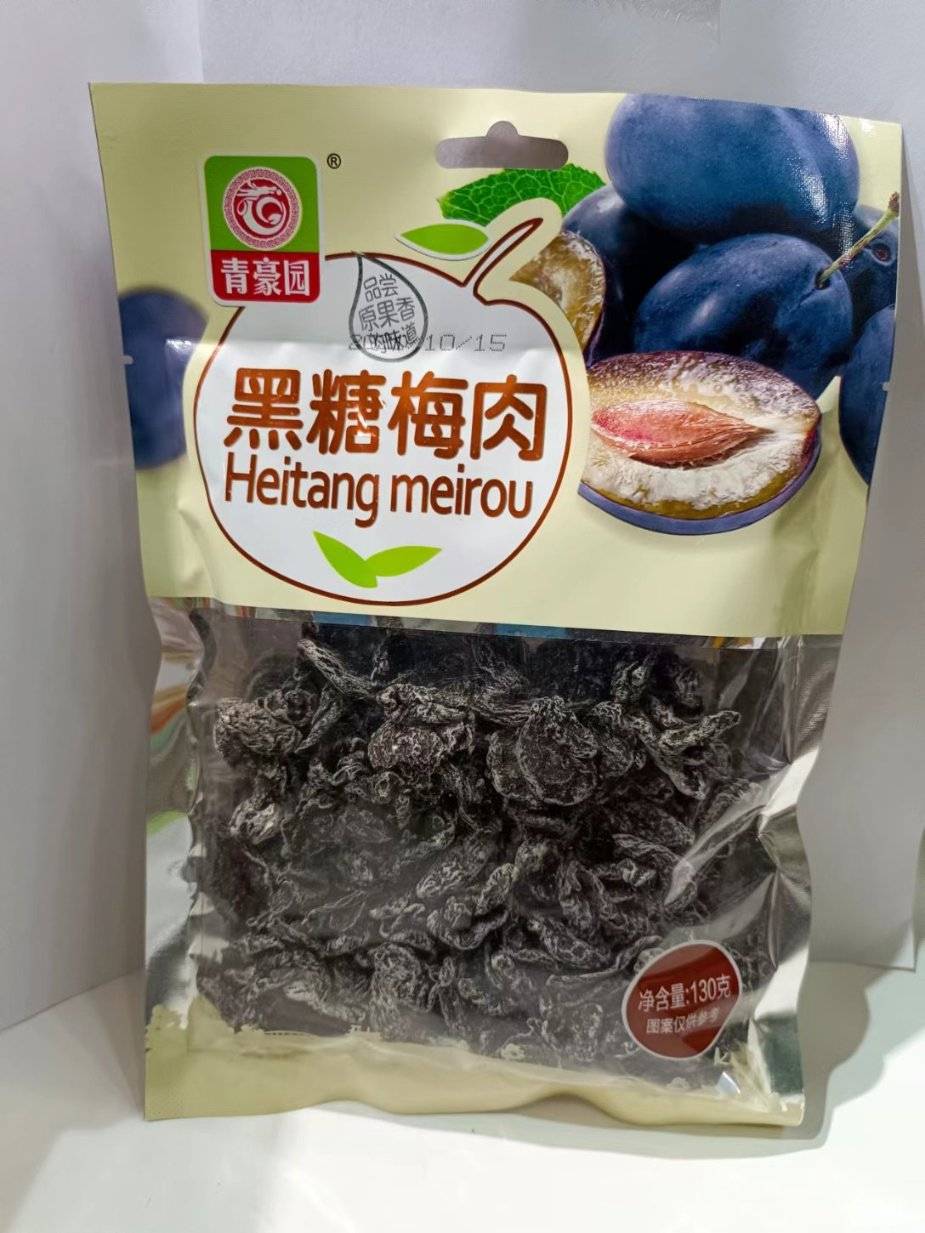 ®
青豪园
品尝
原果香
的味道
10/15
黑糖梅肉
Heitang meirou
净含量:130克
图案仅供参考